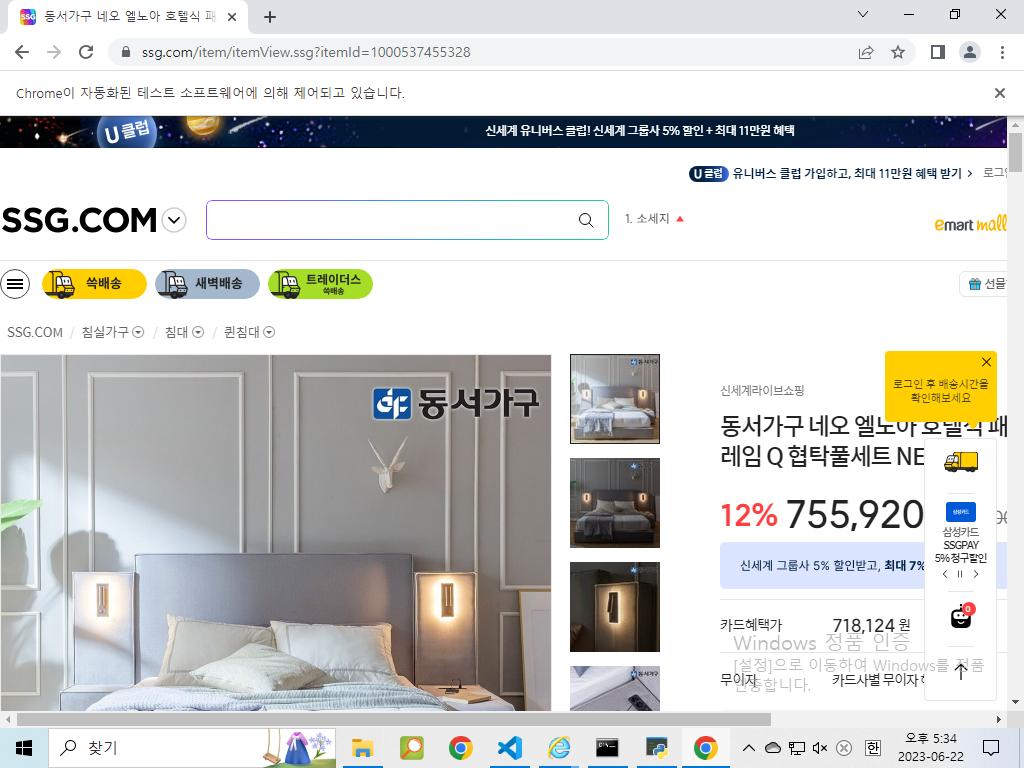 동서가구 네오 엘노아 호텔식 패
ssg.com/item/itemView.ssg?itemId=1000537455328
Chrome이 자동화된 테스트 소프트웨어에 의해 제어되고 있습니다.
U 클럽
신세계 유니버스 클럽! 신세계 그룹사 5% 할인 + 최대 11만원 혜택
U 클럽 유니버스 클럽 가입하고, 최대 11만원 혜택 받기 > 로그인
SSG.COM
1. 소세지
emart mall
쓱배송
새벽배송
트레이더스
쓱배송
선물
SSG.COM / 침실가구 / 침대 / 퀸침대
동서가구
로그인 후 배송시간을
확인해보세요
신세계라이브쇼핑
동서가구 네오 엘노아 호텔식 패
레임 Q 협탁풀세트 NE
12% 755,920
신세계 그룹사 5% 할인받고, 최대 7%
삼성카드
삼성카드
SSGPAY
5% 청구할인
0
카드혜택가 718,124 원
무이자 카드사별 무이자
Windows 정품 인증
[설정]으로 이동하여 Windows를 정품
인증합니다.
찾기
한
오후 5:34
2023-06-22